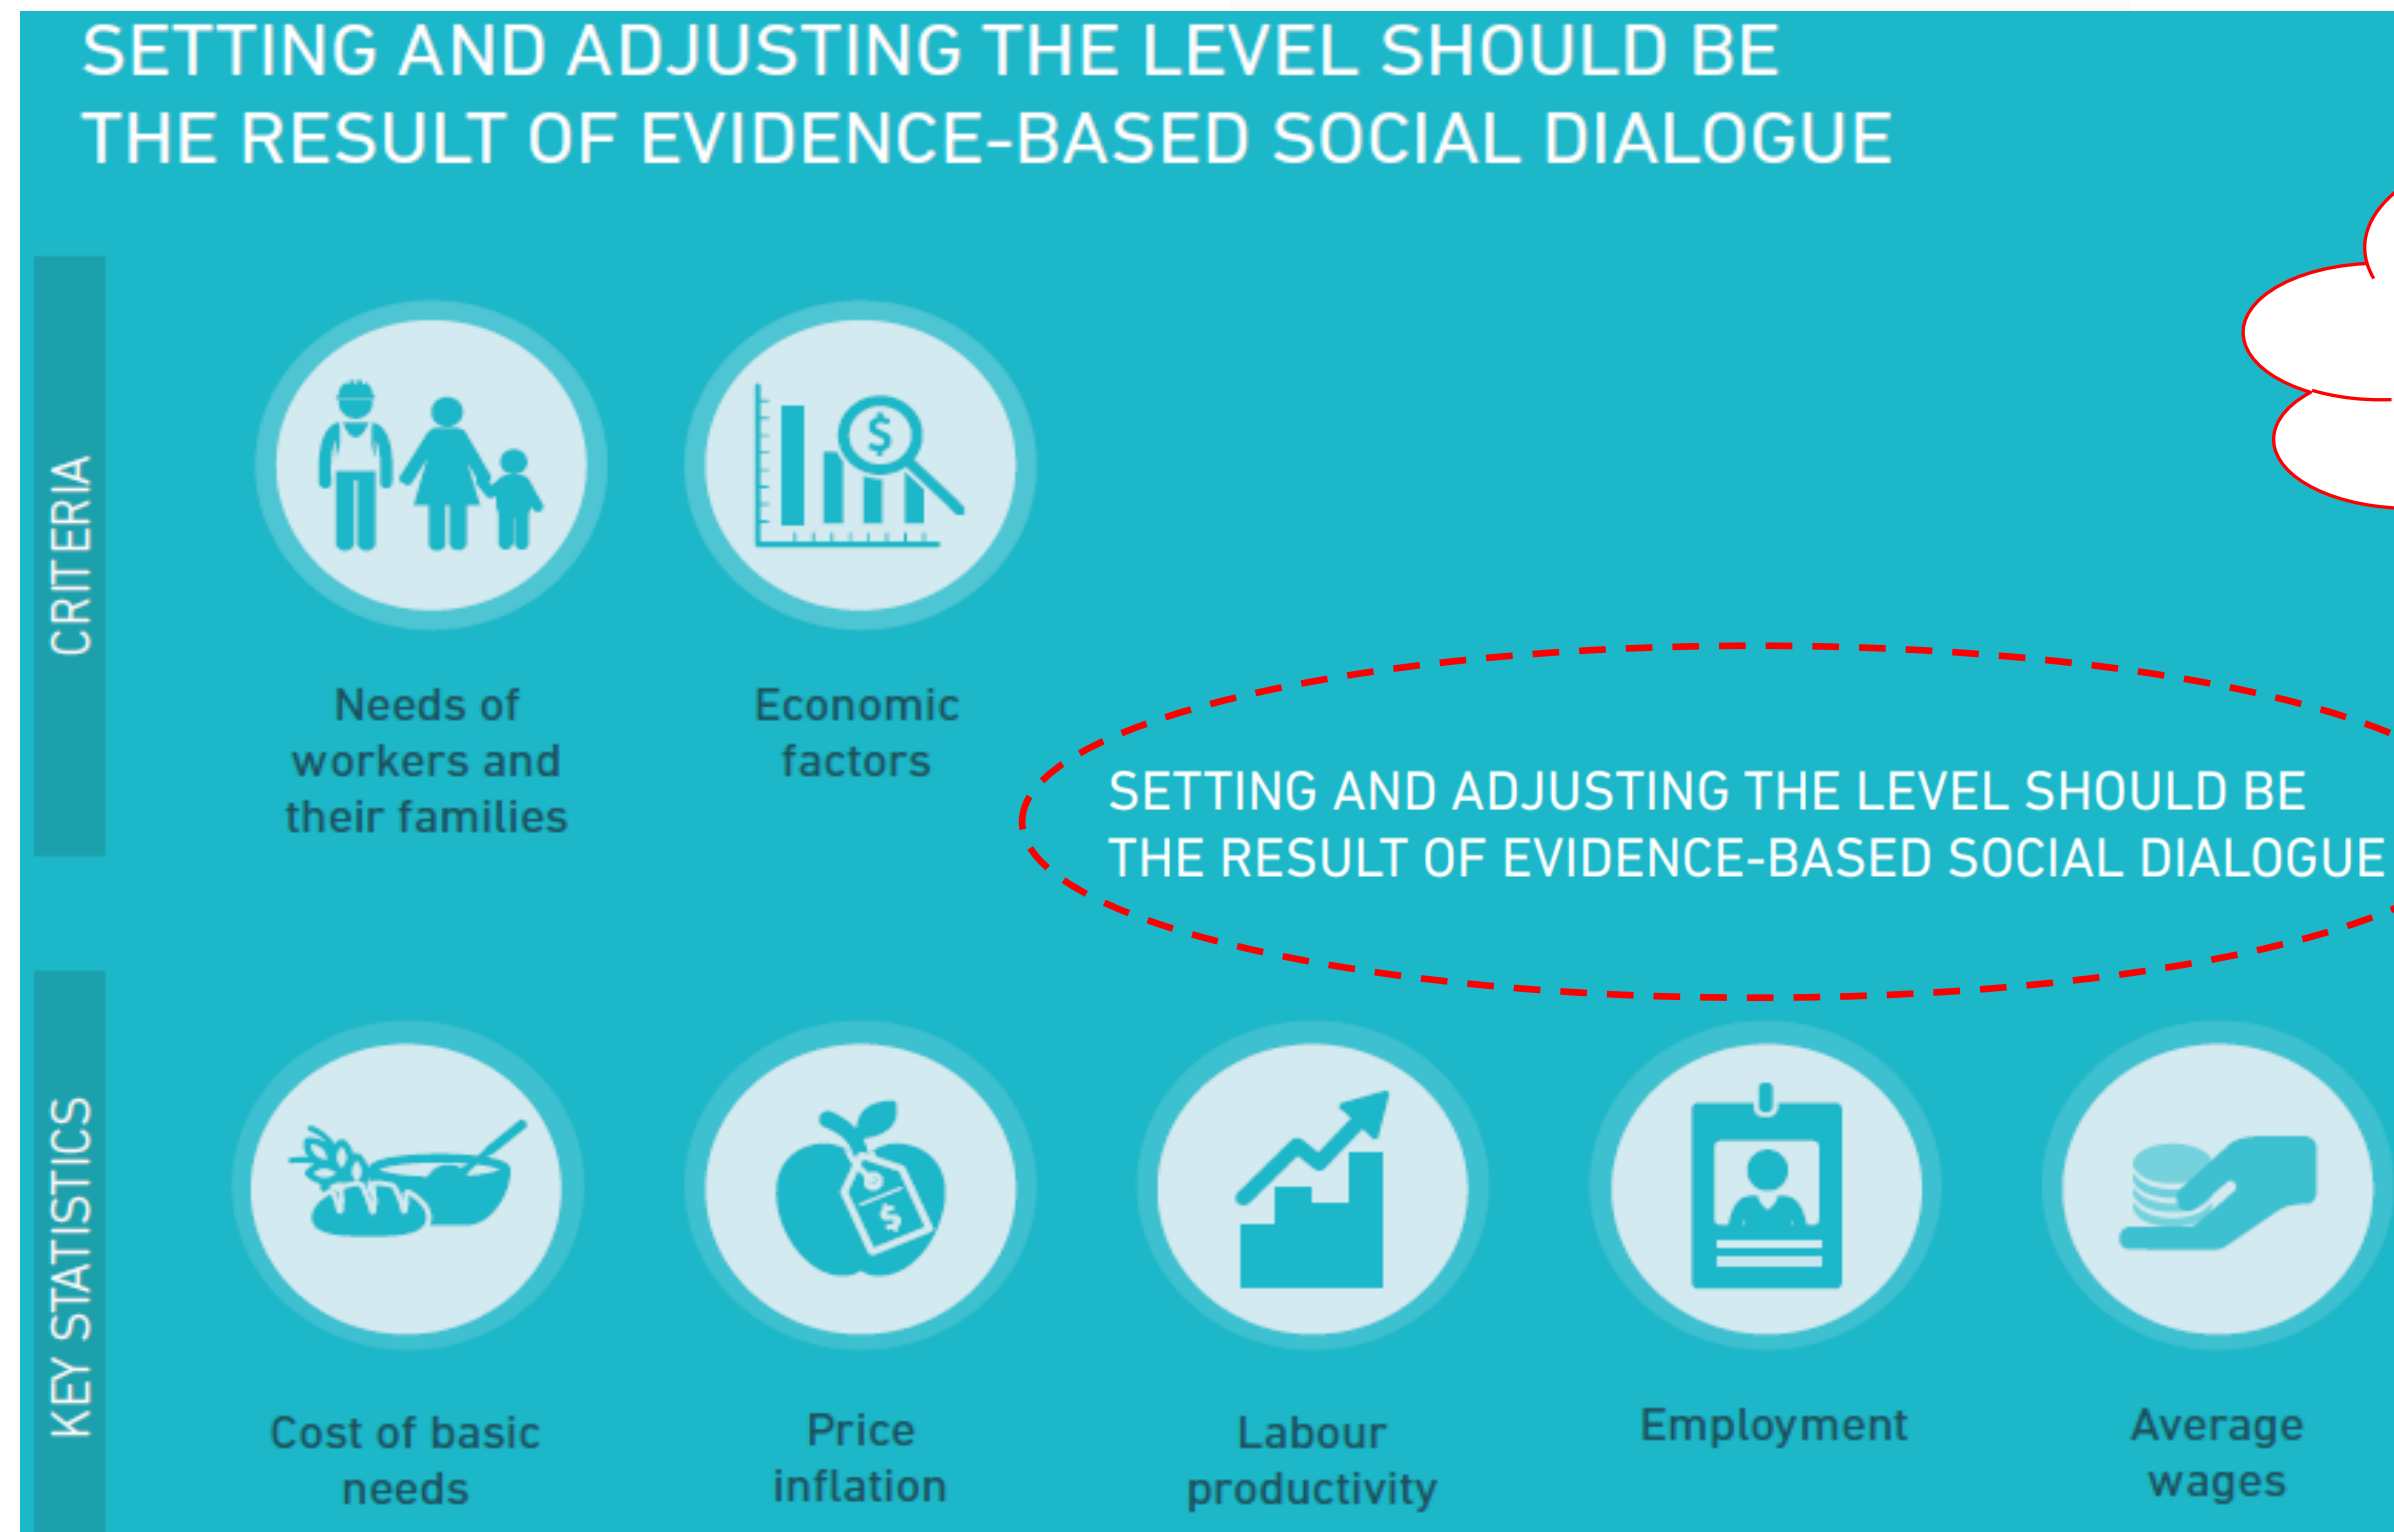 SETTING AND ADJUSTING THE LEVEL SHOULD BE
THE RESULT OF EVIDENCE-BASED SOCIAL DIALOGUE
CRITERIA
Needs of
workers and
their families
Economic
factors
SETTING AND ADJUSTING THE LEVEL SHOULD BE
THE RESULT OF EVIDENCE-BASED SOCIAL DIALOGUE
KEY STATISTICS
Cost of basic
needs
Price
inflation
Labour
productivity
Employment
Average
wages
$
$